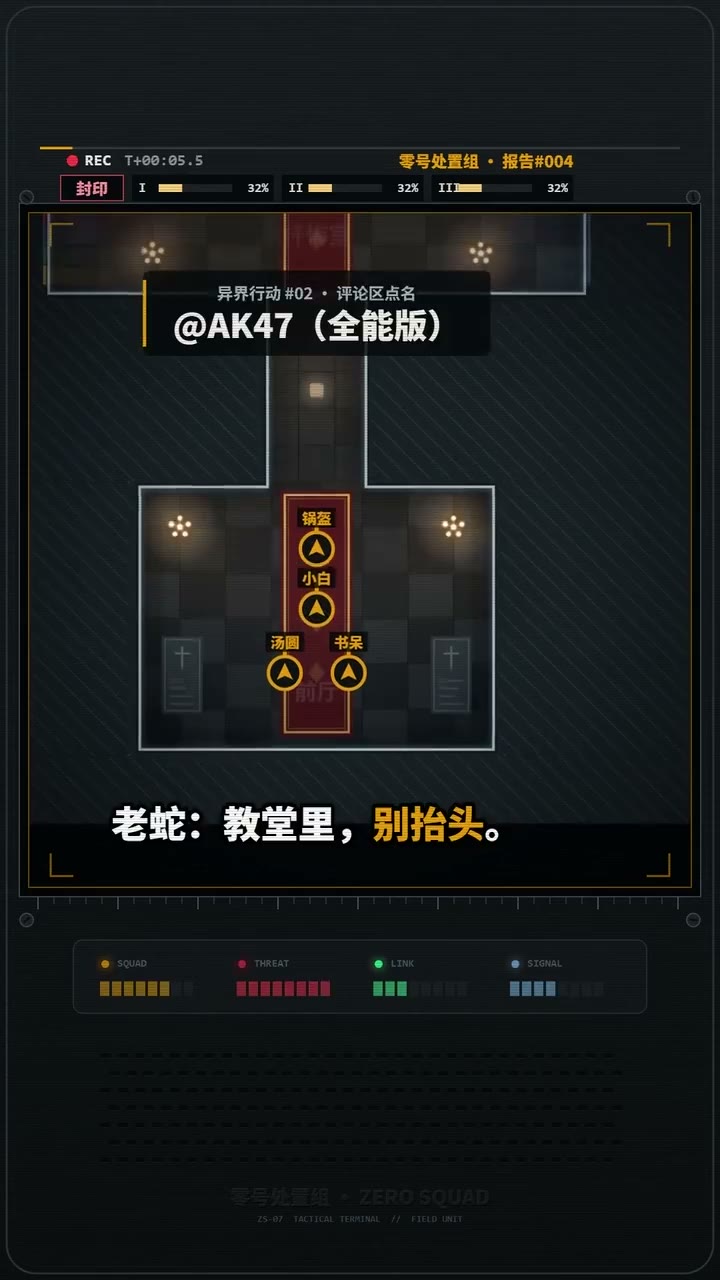 REC T+00:05.5 零号处置组 · 报告#004
封印 I 32% II 32% III 32%
异界行动 #02 · 评论区点名
@AK47（全能版）
锅盔
小白
汤圆 书呆
前厅
老蛇：教堂里，别抬头。
SQUAD THREAT LINK SIGNAL
零号处置组 · ZERO SQUAD
ZS-07 TACTICAL TERMINAL // FIELD UNIT